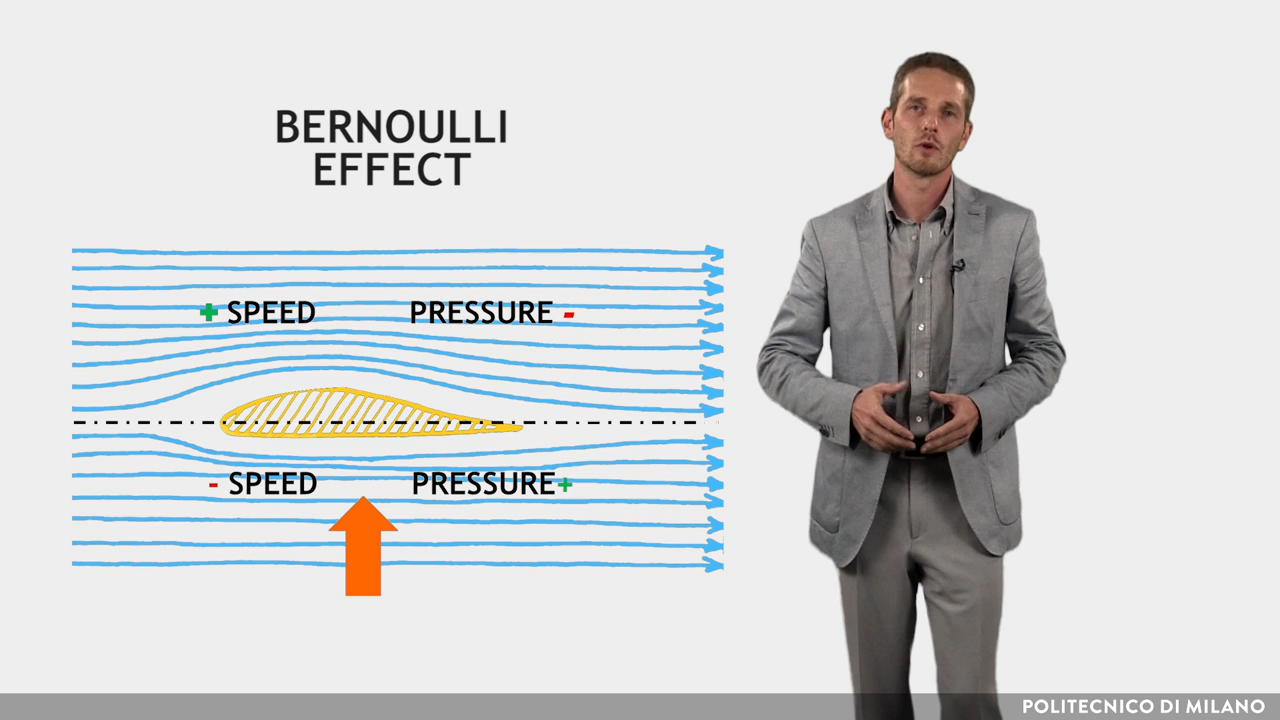 BERNOULLI
EFFECT
+ SPEED PRESSURE -
- SPEED PRESSURE+
POLITECNICO DI MILANO